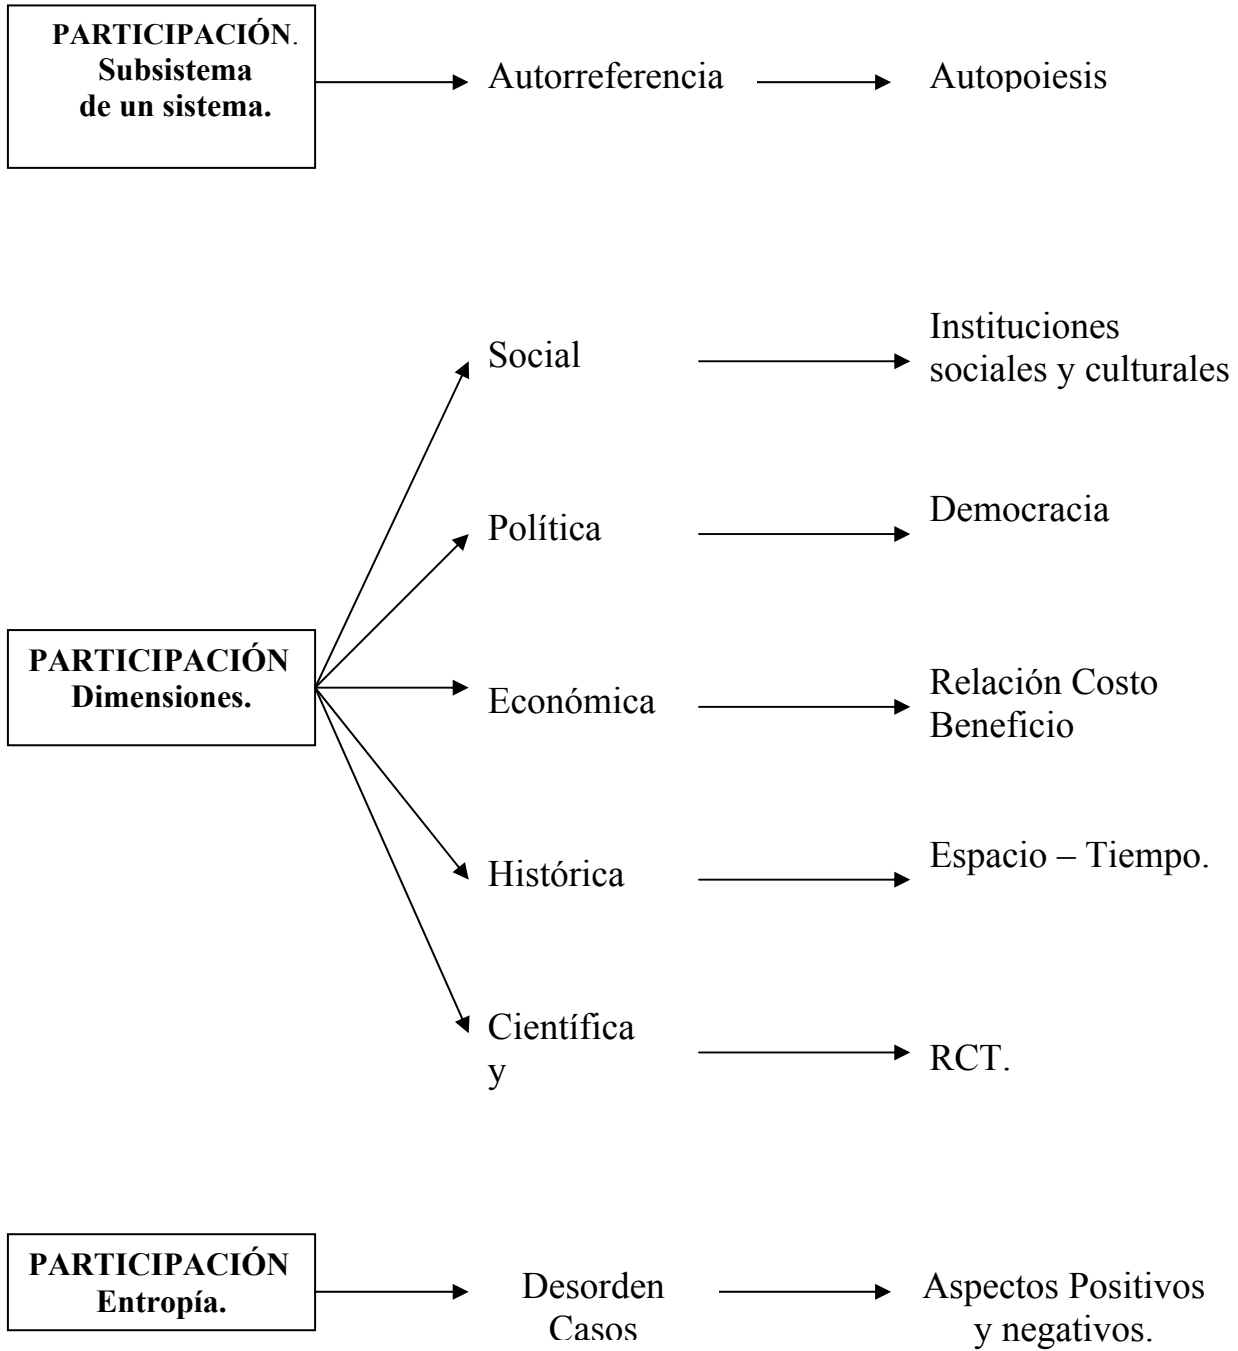 PARTICIPACIÓN.
Subsistema
de un sistema.
Autorreferencia
Autopoiesis
Social
Instituciones
sociales y culturales
Política
Democracia
PARTICIPACIÓN
Dimensiones.
Económica
Relación Costo
Beneficio
Histórica
Espacio – Tiempo.
Científica
y
RCT.
PARTICIPACIÓN
Entropía.
Desorden
Casos
Aspectos Positivos
y negativos.